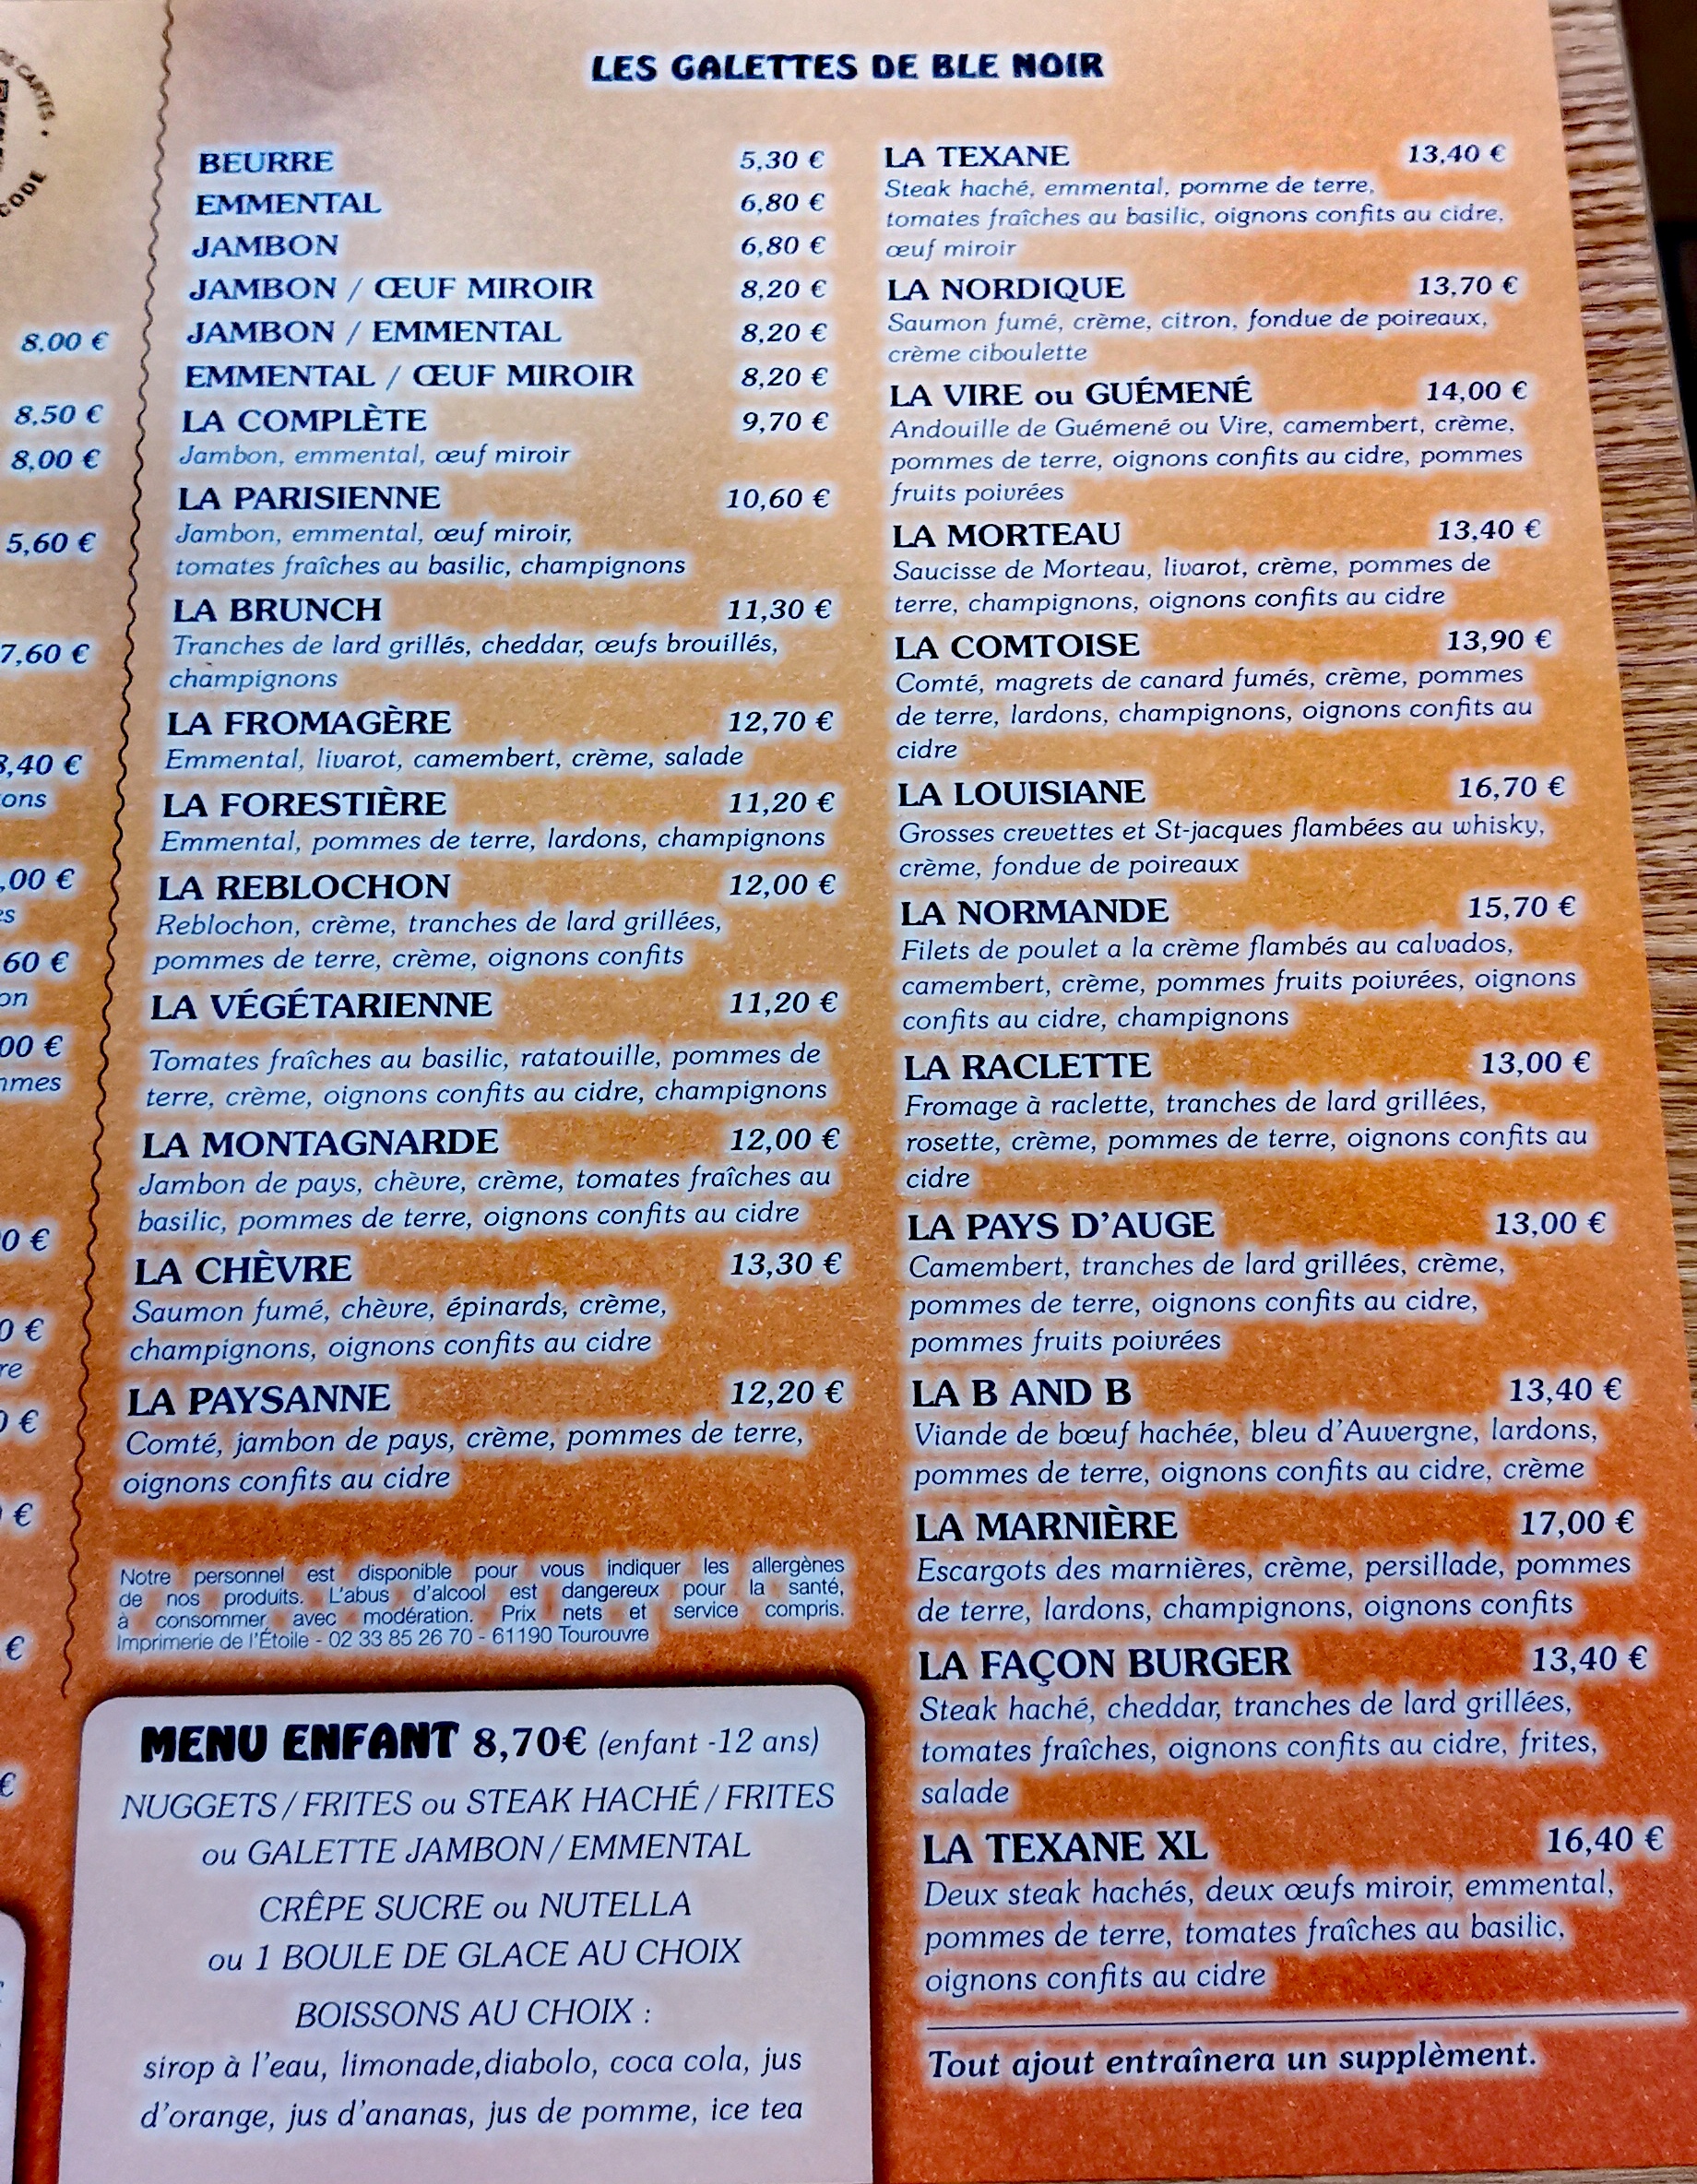 CARTES
CODE
8.00 €
8.50 €
8,00 €
5,60 €
7,60 €
,40 €
,00 €
60 €
00 €
LES GALETTES DE BLE NOIR
BEURRE 5,30 €
EMMENTAL 6,80 €
JAMBON 6,80 €
JAMBON / ŒUF MIROIR 8,20 €
JAMBON / EMMENTAL 8,20 €
EMMENTAL / ŒUF MIROIR 8,20 €
LA COMPLÈTE 9,70 €
Jambon, emmental, œuf miroir
LA PARISIENNE 10,60 €
Jambon, emmental, œuf miroir,
tomates fraîches au basilic, champignons
LA BRUNCH 11,30 €
Tranches de lard grillés, cheddar, œufs brouillés,
champignons
LA FROMAGÈRE 12,70 €
Emmental, livarot, camembert, crème, salade
LA FORESTIÈRE 11,20 €
Emmental, pommes de terre, lardons, champignons
LA REBLOCHON 12,00 €
Reblochon, crème, tranches de lard grillées,
pommes de terre, crème, oignons confits
LA VÉGÉTARIENNE 11,20 €
Tomates fraîches au basilic, ratatouille, pommes de
terre, crème, oignons confits au cidre, champignons
LA MONTAGNARDE 12,00 €
Jambon de pays, chèvre, crème, tomates fraîches au
basilic, pommes de terre, oignons confits au cidre
LA CHÈVRE 13,30 €
Saumon fumé, chèvre, épinards, crème,
champignons, oignons confits au cidre
LA PAYSANNE 12,20 €
Comté, jambon de pays, crème, pommes de terre,
oignons confits au cidre
Notre personnel est disponible pour vous indiquer les allergènes
de nos produits. L'abus d'alcool est dangereux pour la santé,
à consommer avec modération. Prix nets et service compris.
Imprimerie de l'Étoile - 02 33 85 26 70 - 61190 Tourouvre
MENU ENFANT 8,70€ (enfant -12 ans)
NUGGETS / FRITES ou STEAK HACHÉ / FRITES
ou GALETTE JAMBON / EMMENTAL
CRÊPE SUCRE ou NUTELLA
ou 1 BOULE DE GLACE AU CHOIX
BOISSONS AU CHOIX :
sirop à l'eau, limonade,diabolo, coca cola, jus
d'orange, jus d'ananas, jus de pomme, ice tea
LA TEXANE 13,40 €
Steak haché, emmental, pomme de terre,
tomates fraîches au basilic, oignons confits au cidre,
œuf miroir
LA NORDIQUE 13,70 €
Saumon fumé, crème, citron, fondue de poireaux,
crème ciboulette
LA VIRE ou GUÉMENÉ 14,00 €
Andouille de Guémené ou Vire, camembert, crème,
pommes de terre, oignons confits au cidre, pommes
fruits poivrées
LA MORTEAU 13,40 €
Saucisse de Morteau, livarot, crème, pommes de
terre, champignons, oignons confits au cidre
LA COMTOISE 13,90 €
Comté, magrets de canard fumés, crème, pommes
de terre, lardons, champignons, oignons confits au
cidre
LA LOUISIANE 16,70 €
Grosses crevettes et St-jacques flambées au whisky,
crème, fondue de poireaux
LA NORMANDE 15,70 €
Filets de poulet a la crème flambés au calvados,
camembert, crème, pommes fruits poivrées, oignons
confits au cidre, champignons
LA RACLETTE 13,00 €
Fromage à raclette, tranches de lard grillées,
rosette, crème, pommes de terre, oignons confits au
cidre
LA PAYS D'AUGE 13,00 €
Camembert, tranches de lard grillées, crème,
pommes de terre, oignons confits au cidre,
pommes fruits poivrées
LA B AND B 13,40 €
Viande de bœuf hachée, bleu d'Auvergne, lardons,
pommes de terre, oignons confits au cidre, crème
LA MARNIÈRE 17,00 €
Escargots des marnières, crème, persillade, pommes
de terre, lardons, champignons, oignons confits
LA FAÇON BURGER 13,40 €
Steak haché, cheddar, tranches de lard grillées,
tomates fraîches, oignons confits au cidre, frites,
salade
LA TEXANE XL 16,40 €
Deux steak hachés, deux œufs miroir, emmental,
pommes de terre, tomates fraîches au basilic,
oignons confits au cidre
Tout ajout entraînera un supplèment.